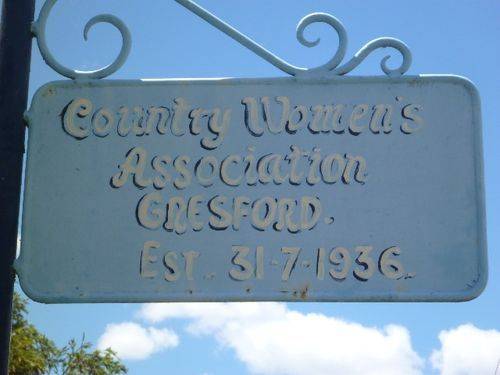 Country Women's
Association
GRESFORD.
EST. 31-7-1936.